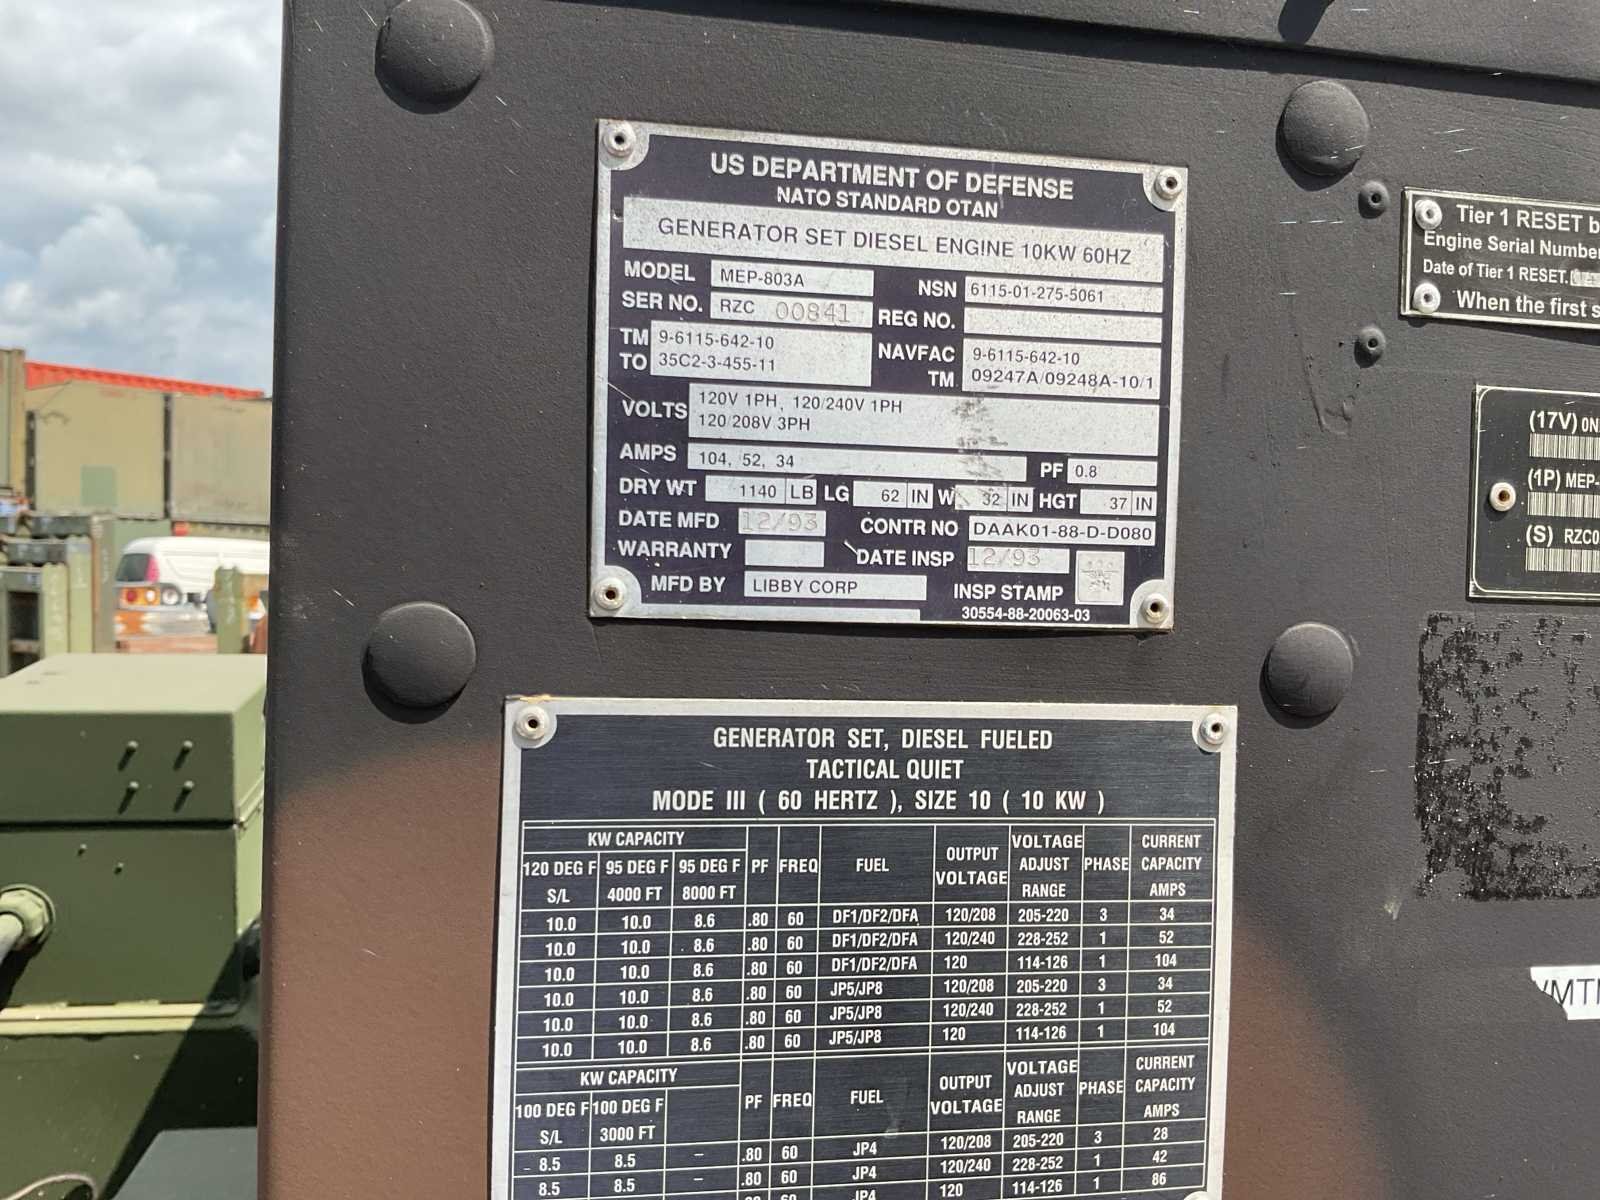 US DEPARTMENT OF DEFENSE
NATO STANDARD OTAN
GENERATOR SET DIESEL ENGINE 10KW 60HZ
MODEL MEP-803A
NSN 6115-01-275-5061
SER NO. RZC 00841
REG NO.
TM 9-6115-642-10
TO 35C2-3-455-11
NAVFAC 9-6115-642-10
TM 09247A/09248A-10/1
VOLTS 120V 1PH, 120/240V 1PH
120/208V 3PH
AMPS 104, 52, 34 PF 0.8
DRY WT 1140 LB LG 62 IN W 32 IN HGT 37 IN
DATE MFD 12/93 CONTR NO DAAK01-88-D-D080
WARRANTY DATE INSP 12/93
MFD BY LIBBY CORP INSP STAMP
30554-88-20063-03
Tier 1 RESET b
Engine Serial Number
Date of Tier 1 RESET.
When the first s
(17V) 0N
(1P) MEP-
(S) RZC0
GENERATOR SET, DIESEL FUELED
TACTICAL QUIET
MODE III ( 60 HERTZ ), SIZE 10 ( 10 KW )
KW CAPACITY PF FREQ FUEL OUTPUT VOLTAGE VOLTAGE ADJUST RANGE PHASE CURRENT CAPACITY AMPS
120 DEG F S/L 95 DEG F 4000 FT 95 DEG F 8000 FT
10.0 10.0 8.6 .80 60 DF1/DF2/DFA 120/208 205-220 3 34
10.0 10.0 8.6 .80 60 DF1/DF2/DFA 120/240 228-252 1 52
10.0 10.0 8.6 .80 60 DF1/DF2/DFA 120 114-126 1 104
10.0 10.0 8.6 .80 60 JP5/JP8 120/208 205-220 3 34
10.0 10.0 8.6 .80 60 JP5/JP8 120/240 228-252 1 52
10.0 10.0 8.6 .80 60 JP5/JP8 120 114-126 1 104
KW CAPACITY PF FREQ FUEL OUTPUT VOLTAGE VOLTAGE ADJUST RANGE PHASE CURRENT CAPACITY AMPS
100 DEG F S/L 100 DEG F 3000 FT
8.5 8.5 – .80 60 JP4 120/208 205-220 3 28
8.5 8.5 – .80 60 JP4 120/240 228-252 1 42
60 JP4 120 114-126 1 86